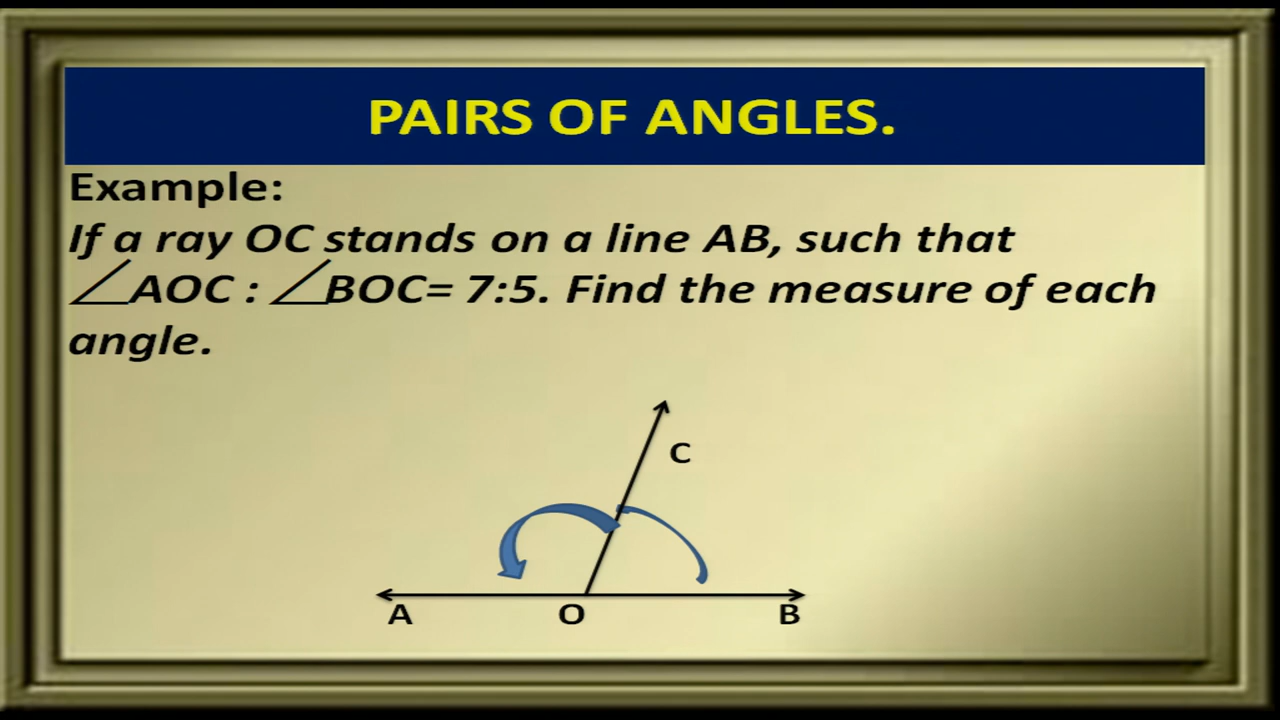 PAIRS OF ANGLES.
Example:
If a ray OC stands on a line AB, such that
∠AOC : ∠BOC= 7:5. Find the measure of each
angle.
C
A O B